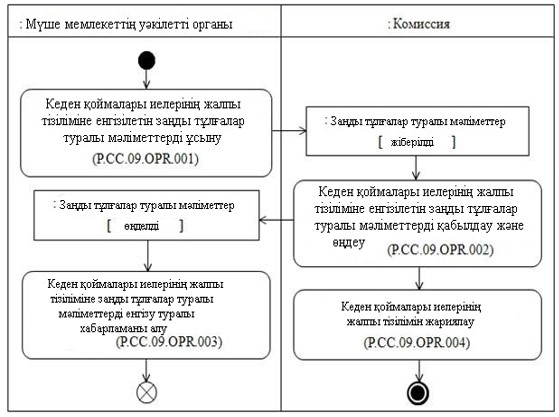 : Мүше мемлекеттің уәкілетті органы
: Комиссия
Кеден қоймалары иелерінің жалпы
тізіліміне енгізілетін заңды тұлғалар
туралы мәліметтерді ұсыну
(P.CC.09.OPR.001)
: Заңды тұлғалар туралы мәліметтер
[ жіберілді ]
Кеден қоймалары иелерінің жалпы
тізіліміне енгізілетін заңды тұлғалар
туралы мәліметтерді қабылдау және
өңдеу (P.CC.09.OPR.002)
: Заңды тұлғалар туралы мәліметтер
[ өңделді ]
Кеден қоймалары иелерінің жалпы
тізіліміне заңды тұлғалар туралы
мәліметтерді енгізу туралы
хабарламаны алу
(P.CC.09.OPR.003)
Кеден қоймалары иелерінің
жалпы тізілімін жариялау
(P.CC.09.OPR.004)